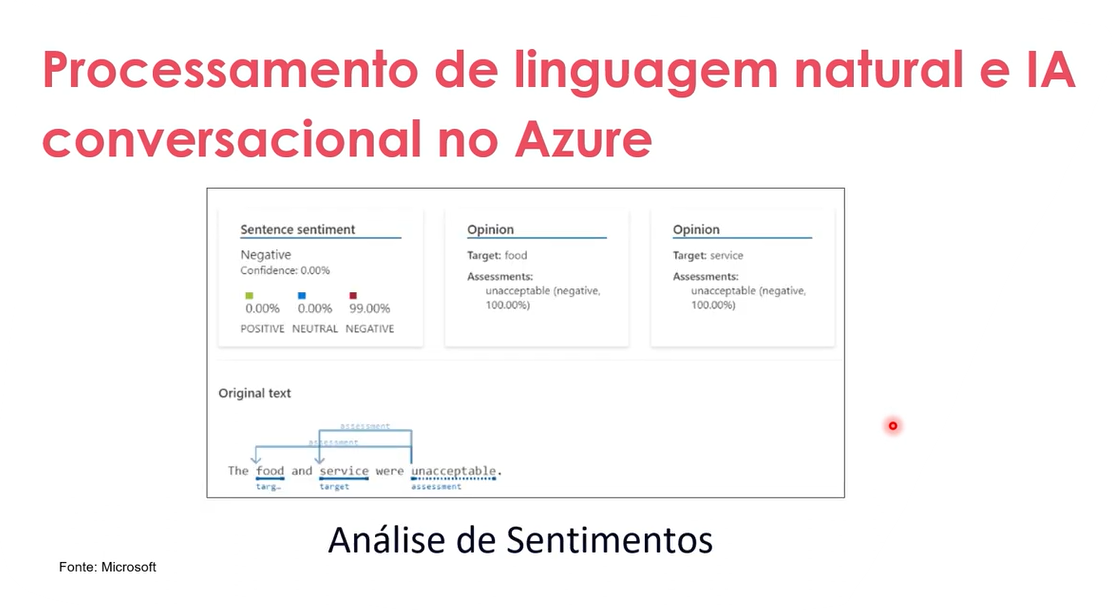 Processamento de linguagem natural e IA
conversacional no Azure
Sentence sentiment
Negative
Confidence: 0.00%
0.00% 0.00% 99.00%
POSITIVE NEUTRAL NEGATIVE
Opinion
Target: food
Assessments:
unacceptable (negative,
100.00%)
Opinion
Target: service
Assessments:
unacceptable (negative,
100.00%)
Original text
assessment
assessment
The food and service were unacceptable.
targ… target assessment
Análise de Sentimentos
Fonte: Microsoft